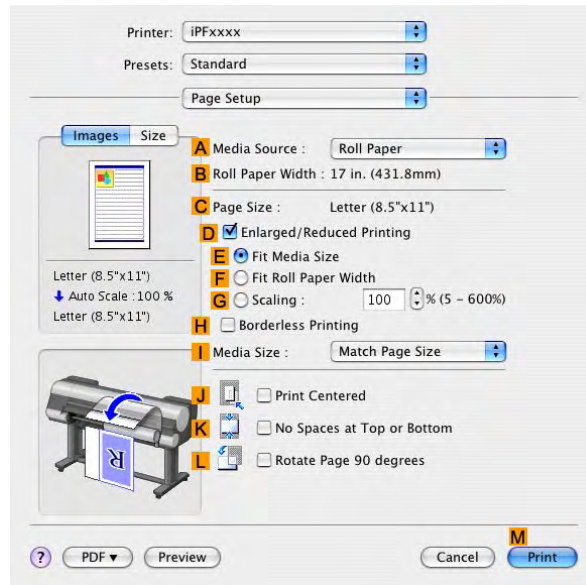 Printer: iPFxxxx
Presets: Standard
Page Setup
Images Size
A Media Source : Roll Paper
B Roll Paper Width : 17 in. (431.8mm)
C Page Size : Letter (8.5"x11")
D Enlarged/Reduced Printing
E Fit Media Size
F Fit Roll Paper Width
G Scaling : 100 % (5 - 600%)
H Borderless Printing
I Media Size : Match Page Size
Letter (8.5"x11")
Auto Scale :100 %
Letter (8.5"x11")
J Print Centered
K No Spaces at Top or Bottom
L Rotate Page 90 degrees
R
M
? PDF▼ Preview Cancel Print